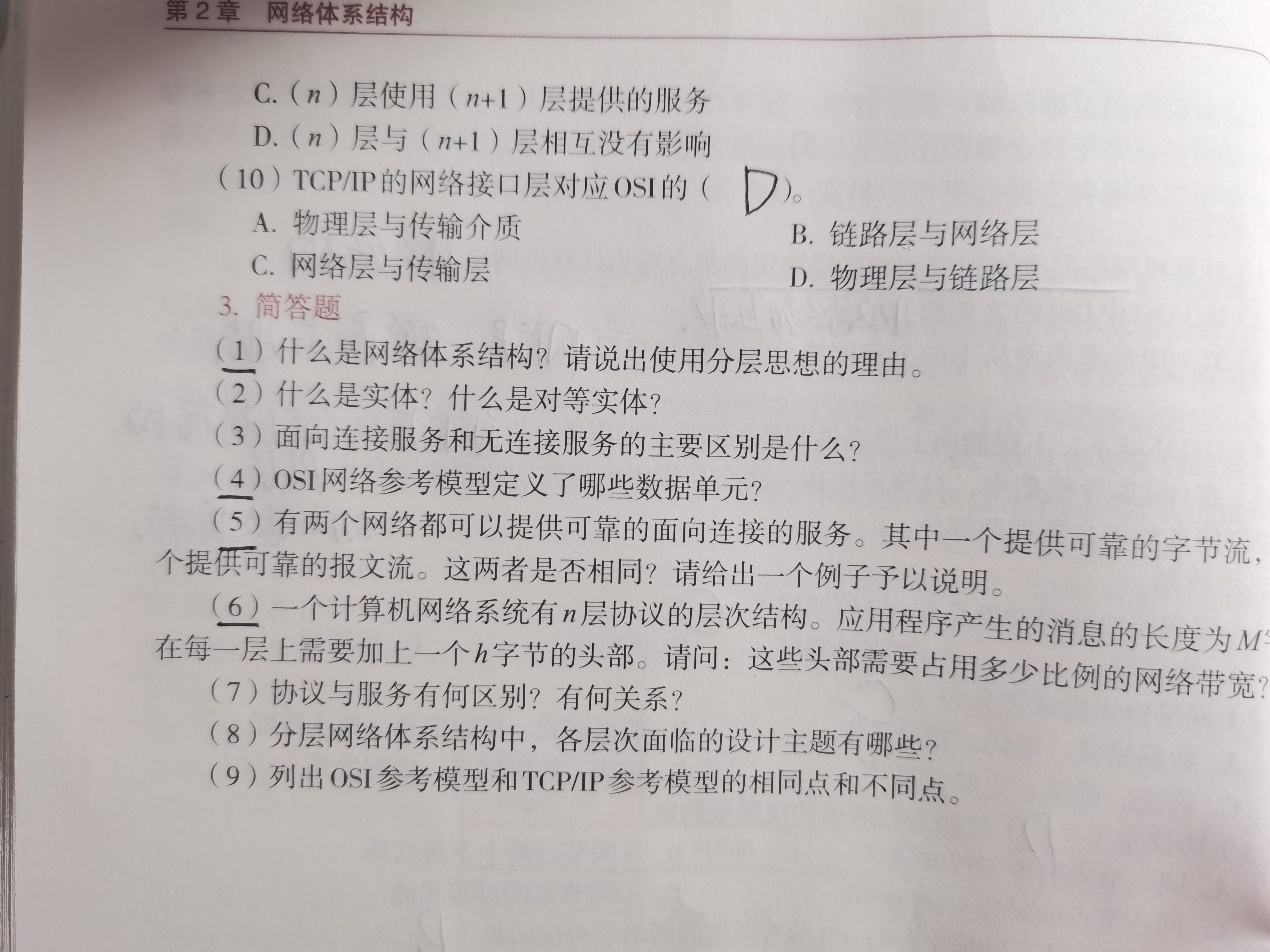 第2章 网络体系结构
C.（n）层使用（n+1）层提供的服务
D.（n）层与（n+1）层相互没有影响
（10）TCP/IP的网络接口层对应OSI的（ D ）。
A. 物理层与传输介质 B. 链路层与网络层
C. 网络层与传输层 D. 物理层与链路层
3. 简答题
（1）什么是网络体系结构？请说出使用分层思想的理由。
（2）什么是实体？什么是对等实体？
（3）面向连接服务和无连接服务的主要区别是什么？
（4）OSI网络参考模型定义了哪些数据单元？
（5）有两个网络都可以提供可靠的面向连接的服务。其中一个提供可靠的字节流，
个提供可靠的报文流。这两者是否相同？请给出一个例子予以说明。
（6）一个计算机网络系统有n层协议的层次结构。应用程序产生的消息的长度为M
在每一层上需要加上一个h字节的头部。请问：这些头部需要占用多少比例的网络带宽？
（7）协议与服务有何区别？有何关系？
（8）分层网络体系结构中，各层次面临的设计主题有哪些？
（9）列出OSI参考模型和TCP/IP参考模型的相同点和不同点。